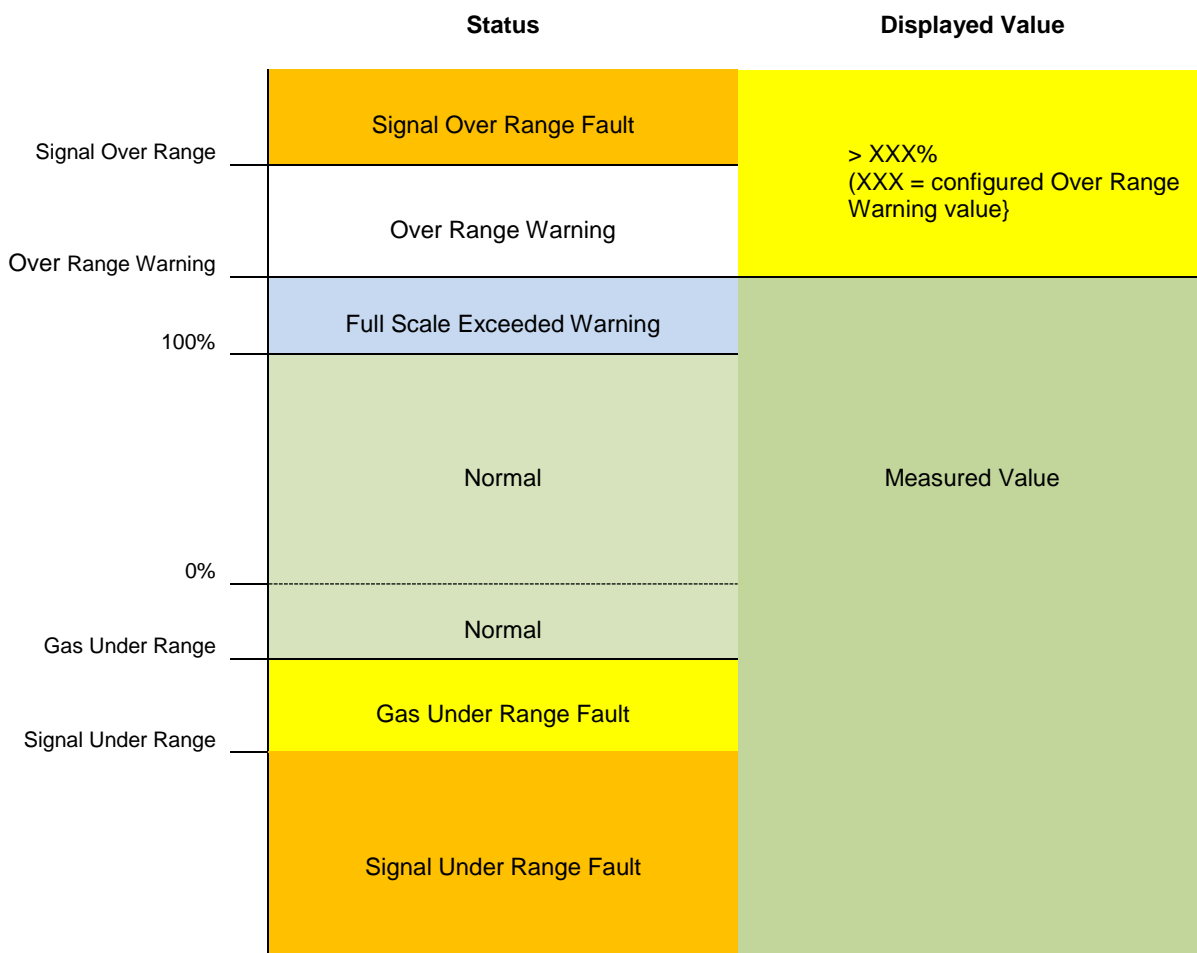 Status
Displayed Value
Signal Over Range Fault
Signal Over Range
> XXX%
(XXX = configured Over Range
Warning value}
Over Range Warning
Over Range Warning
Full Scale Exceeded Warning
100%
Normal
Measured Value
0%
Normal
Gas Under Range
Gas Under Range Fault
Signal Under Range
Signal Under Range Fault